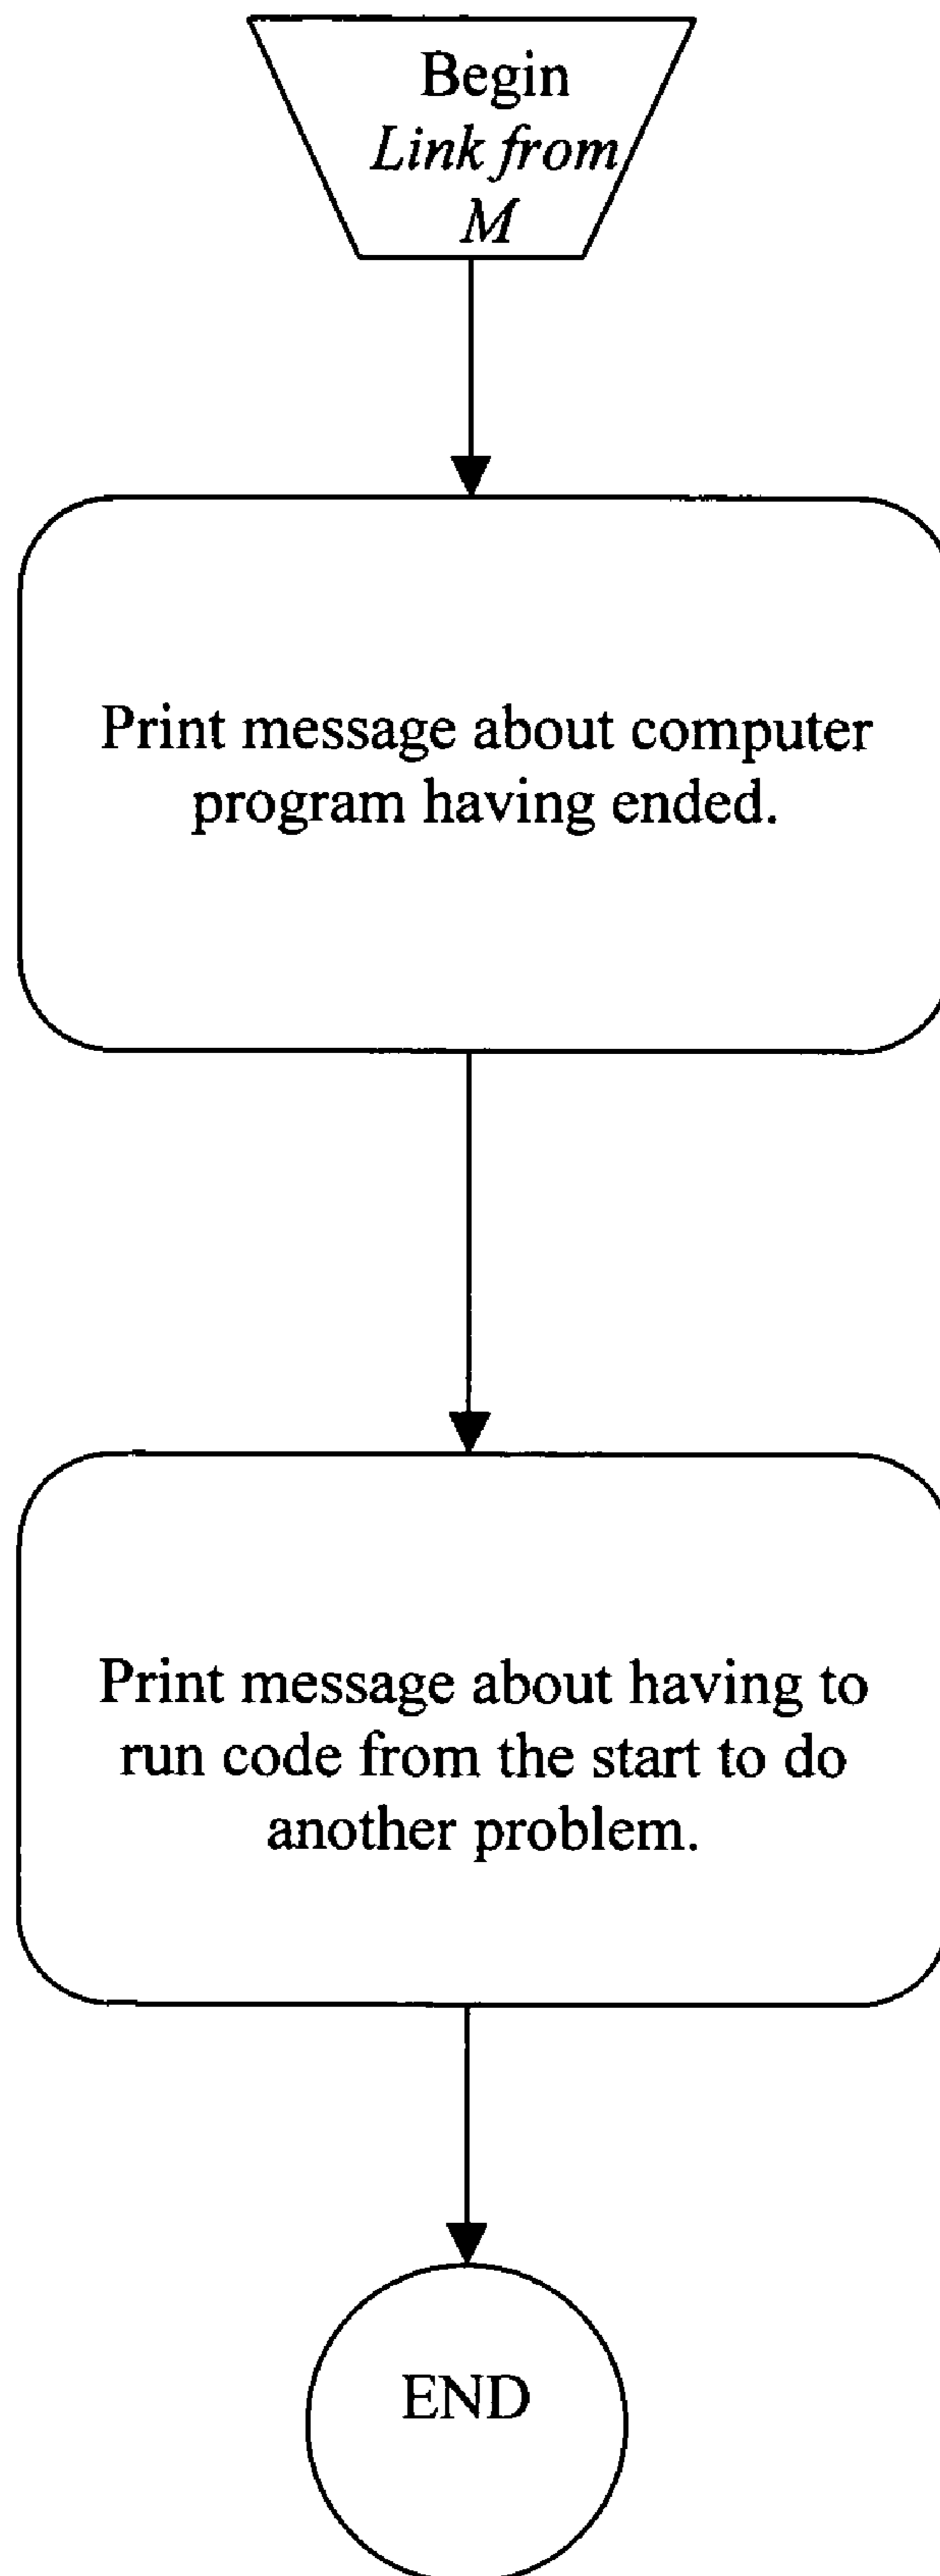 Begin
Link from
M
Print message about computer
program having ended.
Print message about having to
run code from the start to do
another problem.
END